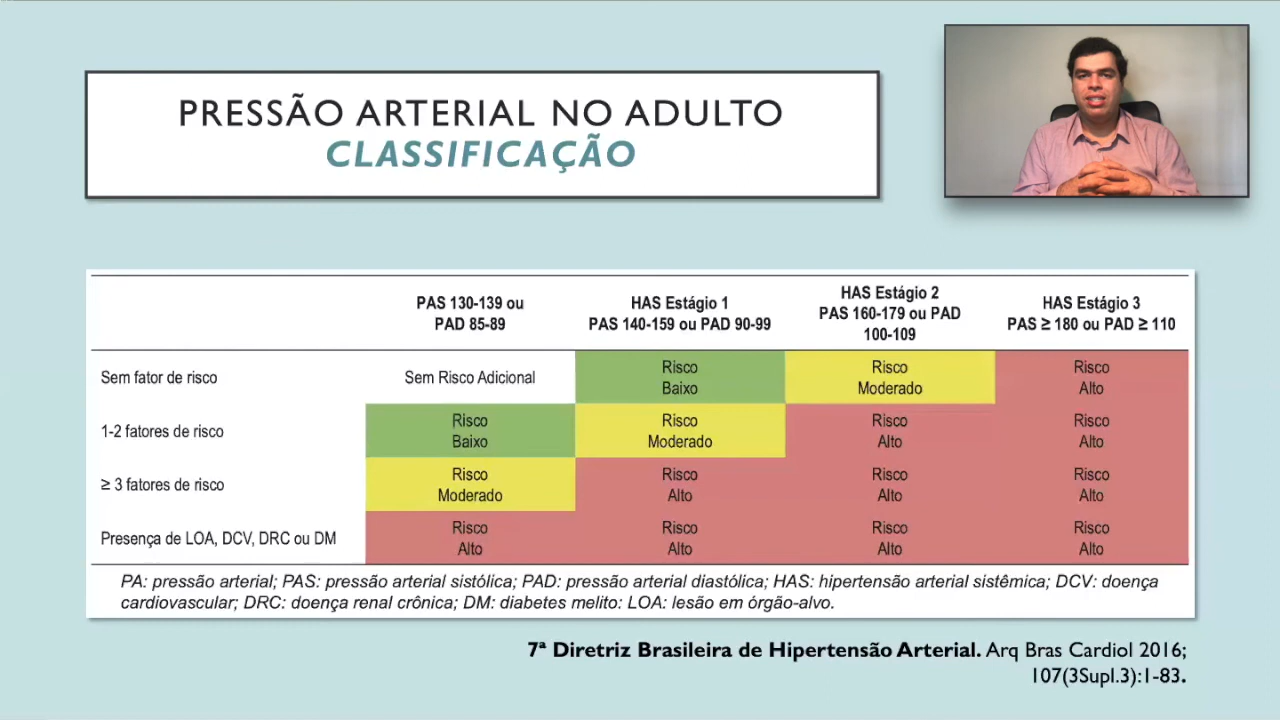 PRESSÃO ARTERIAL NO ADULTO
CLASSIFICAÇÃO
PAS 130-139 ou
PAD 85-89
HAS Estágio 1
PAS 140-159 ou PAD 90-99
HAS Estágio 2
PAS 160-179 ou PAD
100-109
HAS Estágio 3
PAS ≥ 180 ou PAD ≥ 110
Sem fator de risco
Sem Risco Adicional
Risco
Baixo
Risco
Moderado
Risco
Alto
1-2 fatores de risco
Risco
Baixo
Risco
Moderado
Risco
Alto
Risco
Alto
≥ 3 fatores de risco
Risco
Moderado
Risco
Alto
Risco
Alto
Risco
Alto
Presença de LOA, DCV, DRC ou DM
Risco
Alto
Risco
Alto
Risco
Alto
Risco
Alto
PA: pressão arterial; PAS: pressão arterial sistólica; PAD: pressão arterial diastólica; HAS: hipertensão arterial sistêmica; DCV: doença
cardiovascular; DRC: doença renal crônica; DM: diabetes melito: LOA: lesão em órgão-alvo.
7ª Diretriz Brasileira de Hipertensão Arterial. Arq Bras Cardiol 2016;
107(3Supl.3):1-83.